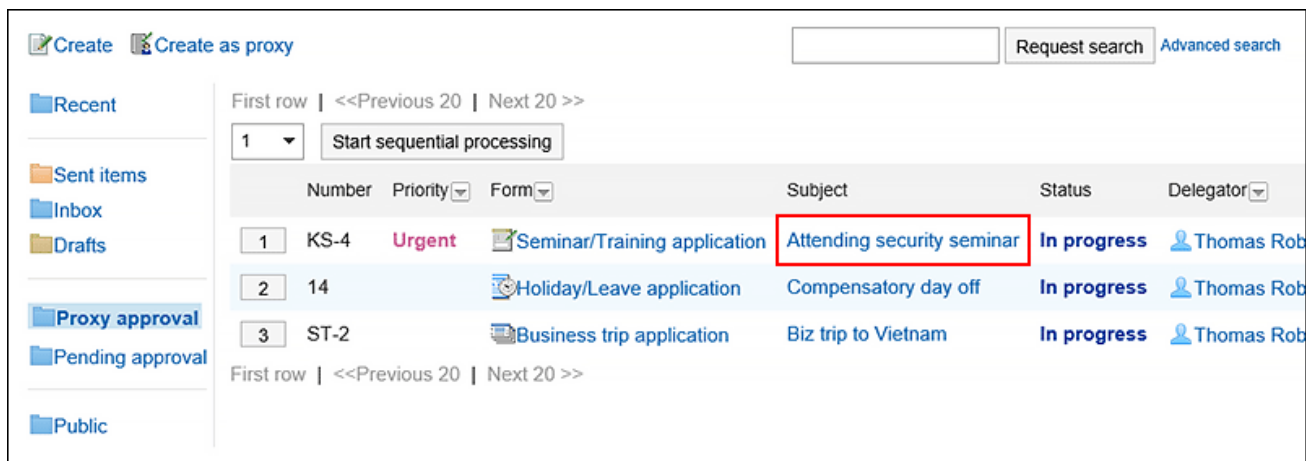 Create Create as proxy Request search Advanced search
Recent
First row | <<Previous 20 | Next 20 >>
1 Start sequential processing
Sent items
Inbox
Drafts
Proxy approval
Pending approval
Public
Number Priority Form Subject Status Delegator
1 KS-4 Urgent Seminar/Training application Attending security seminar In progress Thomas Rob
2 14 Holiday/Leave application Compensatory day off In progress Thomas Rob
3 ST-2 Business trip application Biz trip to Vietnam In progress Thomas Rob
First row | <<Previous 20 | Next 20 >>